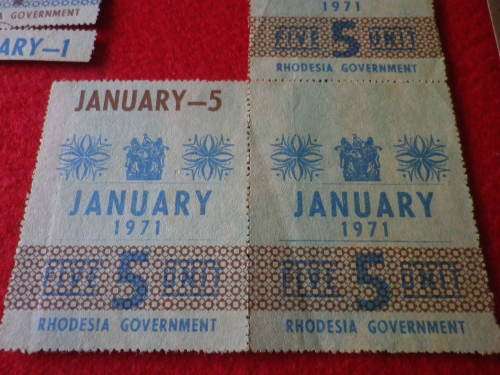 RHODESIA GOVERNMENT
ARY–1
1971
FIVE 5 UNIT
RHODESIA GOVERNMENT
JANUARY–5
JANUARY
1971
FIVE 5 UNIT
RHODESIA GOVERNMENT
JANUARY
1971
FIVE 5 UNIT
RHODESIA GOVERNMENT